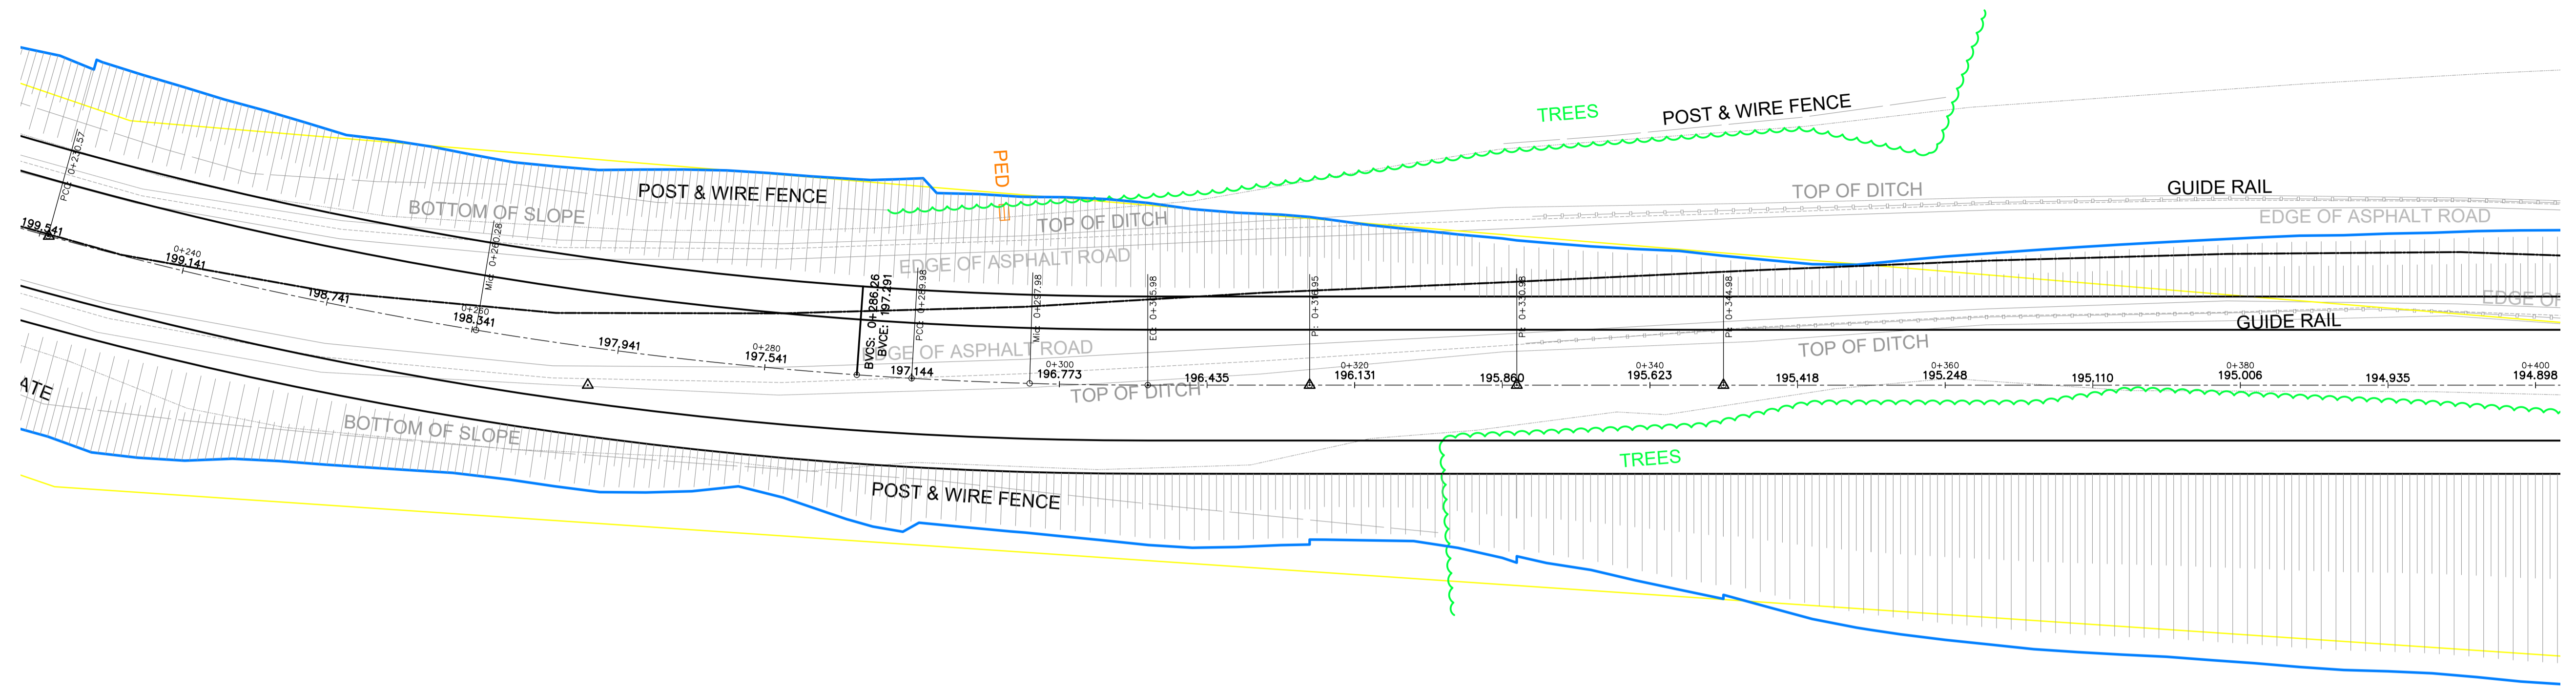 TREES
POST & WIRE FENCE
PED
TOP OF DITCH
GUIDE RAIL
POST & WIRE FENCE
BOTTOM OF SLOPE
TOP OF DITCH
EDGE OF ASPHALT ROAD
EDGE OF ASPHALT ROAD
PCC: 0+230.57
Mid: 0+260.28
BVCS: 0+286.26
BVCE: 197.291
PCC: 0+289.98
Mid: 0+297.98
ECC: 0+305.98
PI: 0+316.95
PI: 0+330.98
PI: 0+344.98
199.541
0+240
199.141
198.741
0+260
198.341
197.941
0+280
197.541
197.144
0+300
196.773
196.435
0+320
196.131
195.860
0+340
195.623
195.418
0+360
195.248
195.110
0+380
195.006
194.935
0+400
194.898
EDGE OF
GUIDE RAIL
EDGE OF ASPHALT ROAD
TOP OF DITCH
TOP OF DITCH
ATE
BOTTOM OF SLOPE
TREES
POST & WIRE FENCE